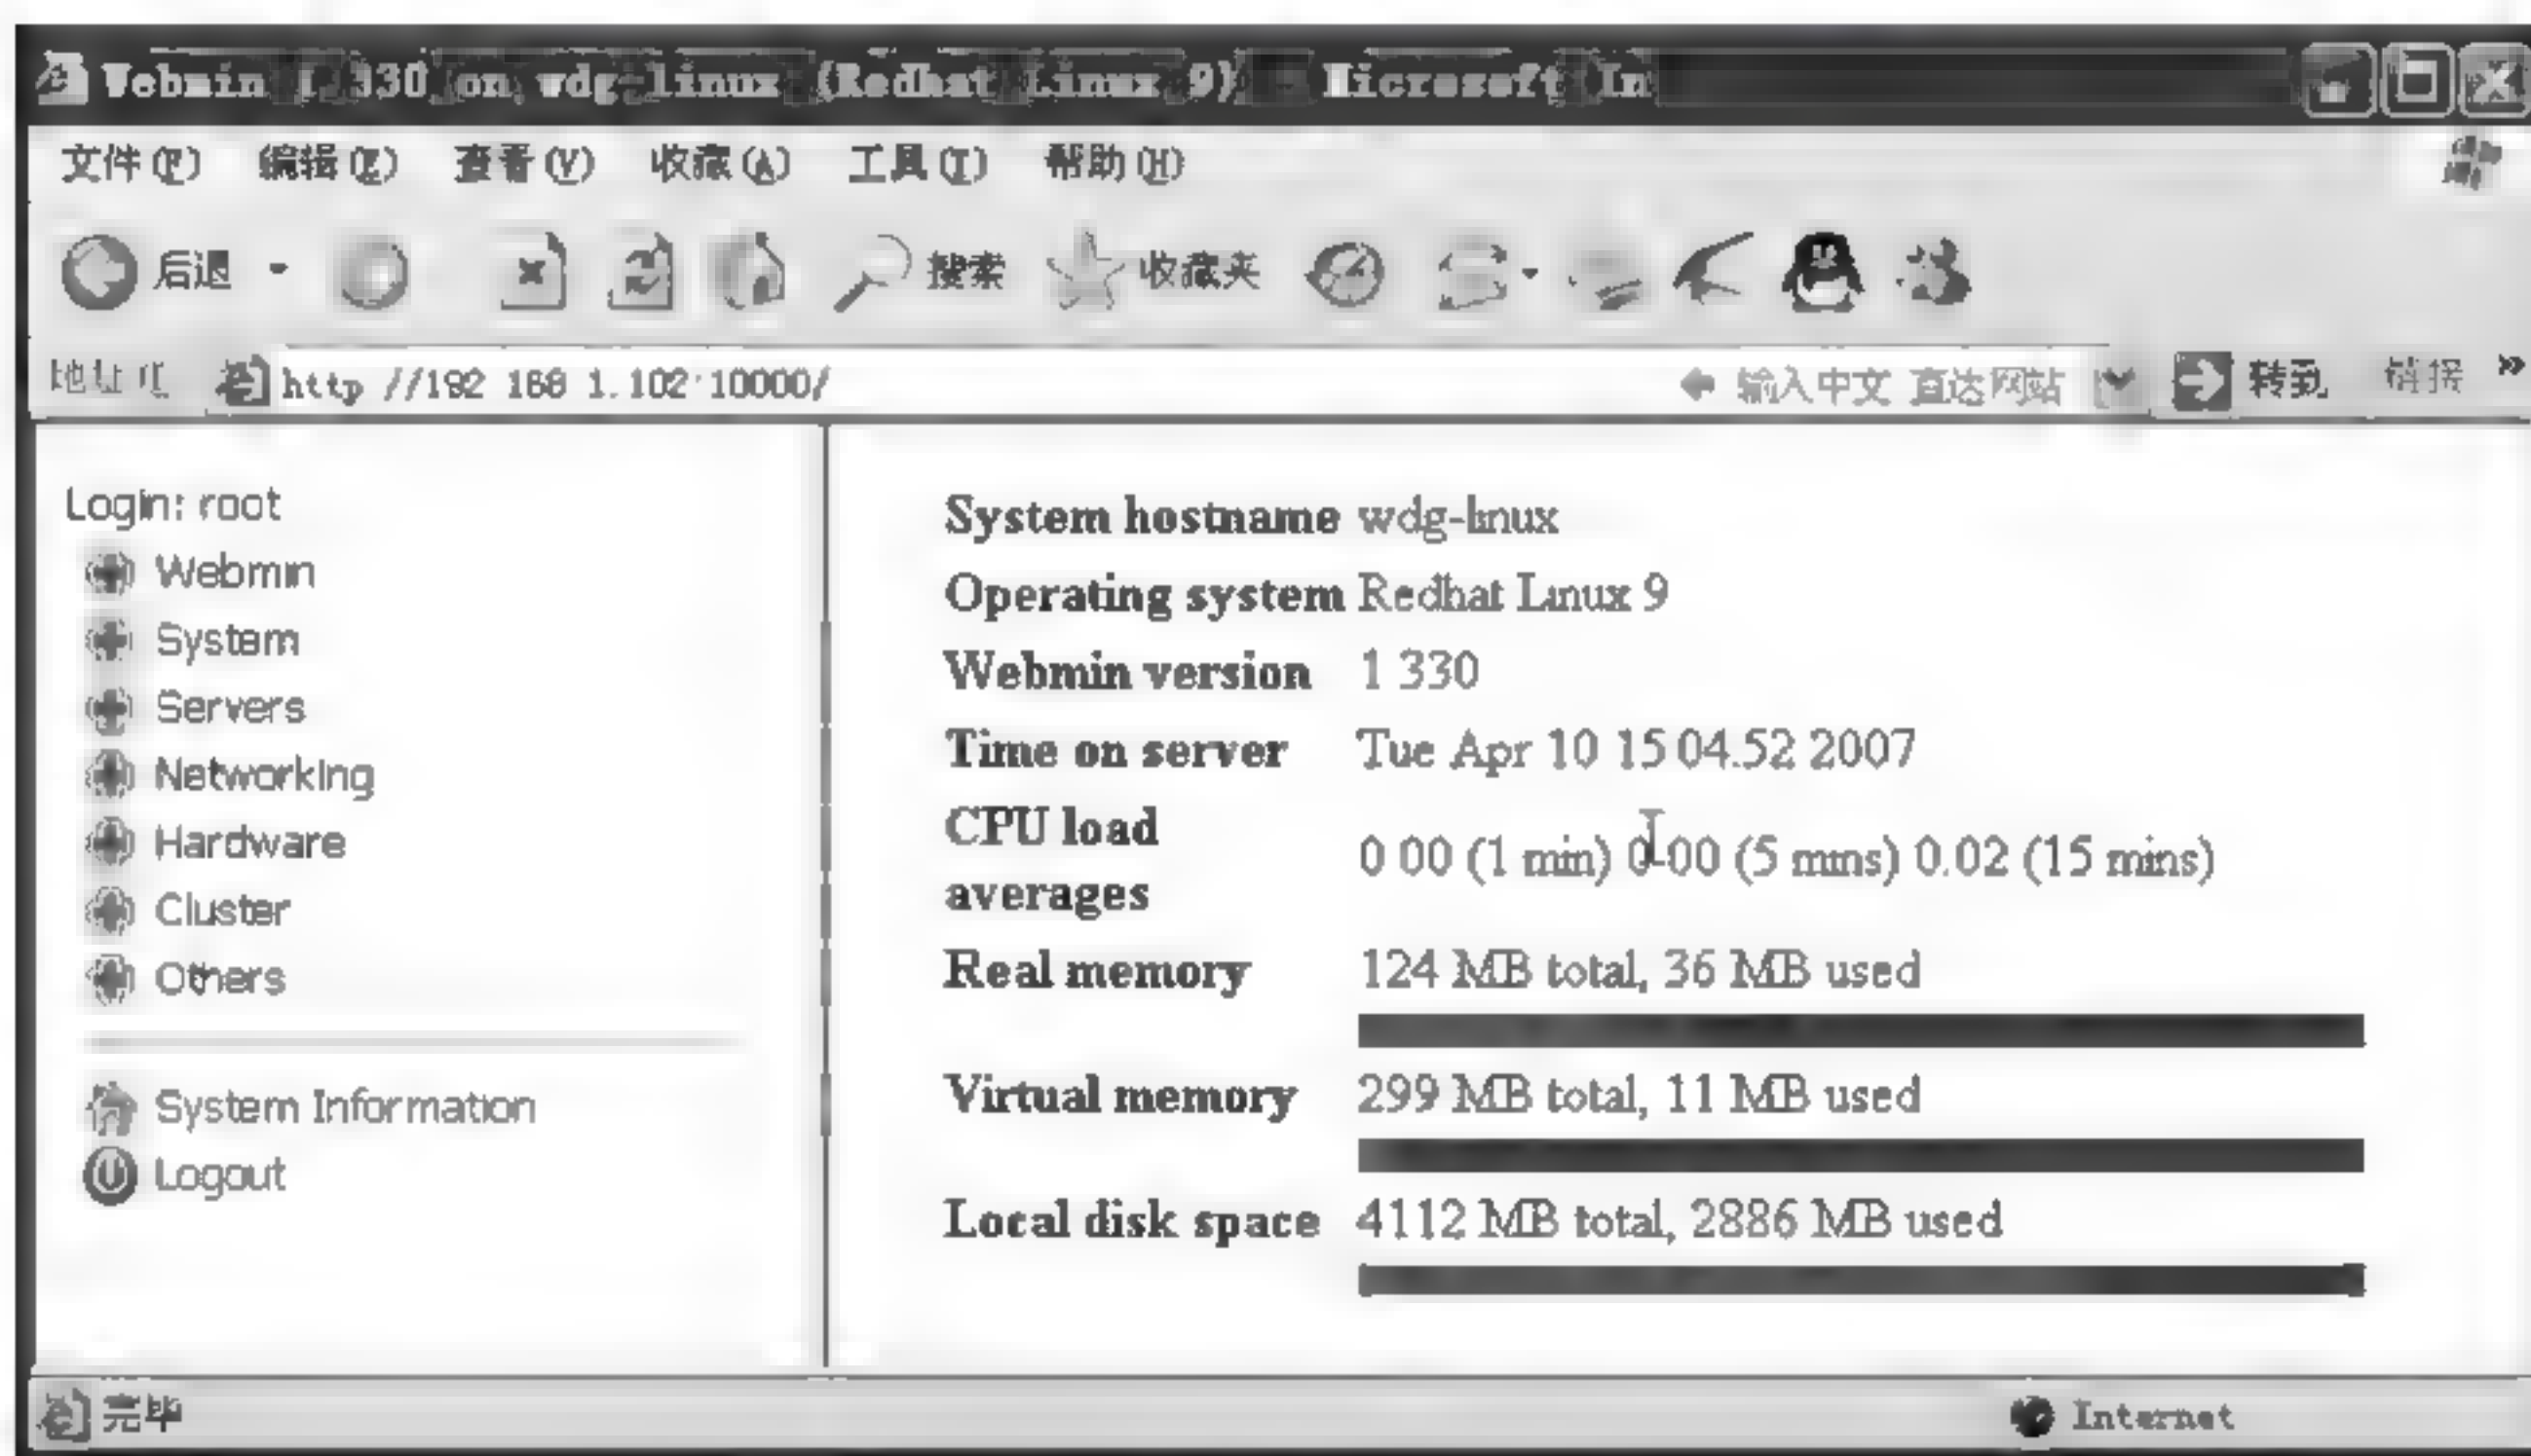 Webmin 1.330 on wdg-linux (Redhat Linux 9) - Microsoft In
文件(F) 编辑(E) 查看(V) 收藏(A) 工具(T) 帮助(H)
后退 搜索 收藏夹
地址(D) http //192 168 1.102:10000/ 输入中文 直达网站 转到 链接 »
Login: root
Webmin
System
Servers
Networking
Hardware
Cluster
Others
System Information
Logout
System hostname wdg-linux
Operating system Redhat Linux 9
Webmin version 1 330
Time on server Tue Apr 10 15 04.52 2007
CPU load averages 0 00 (1 min) 0.00 (5 mins) 0.02 (15 mins)
Real memory 124 MB total, 36 MB used
Virtual memory 299 MB total, 11 MB used
Local disk space 4112 MB total, 2886 MB used
完毕 Internet